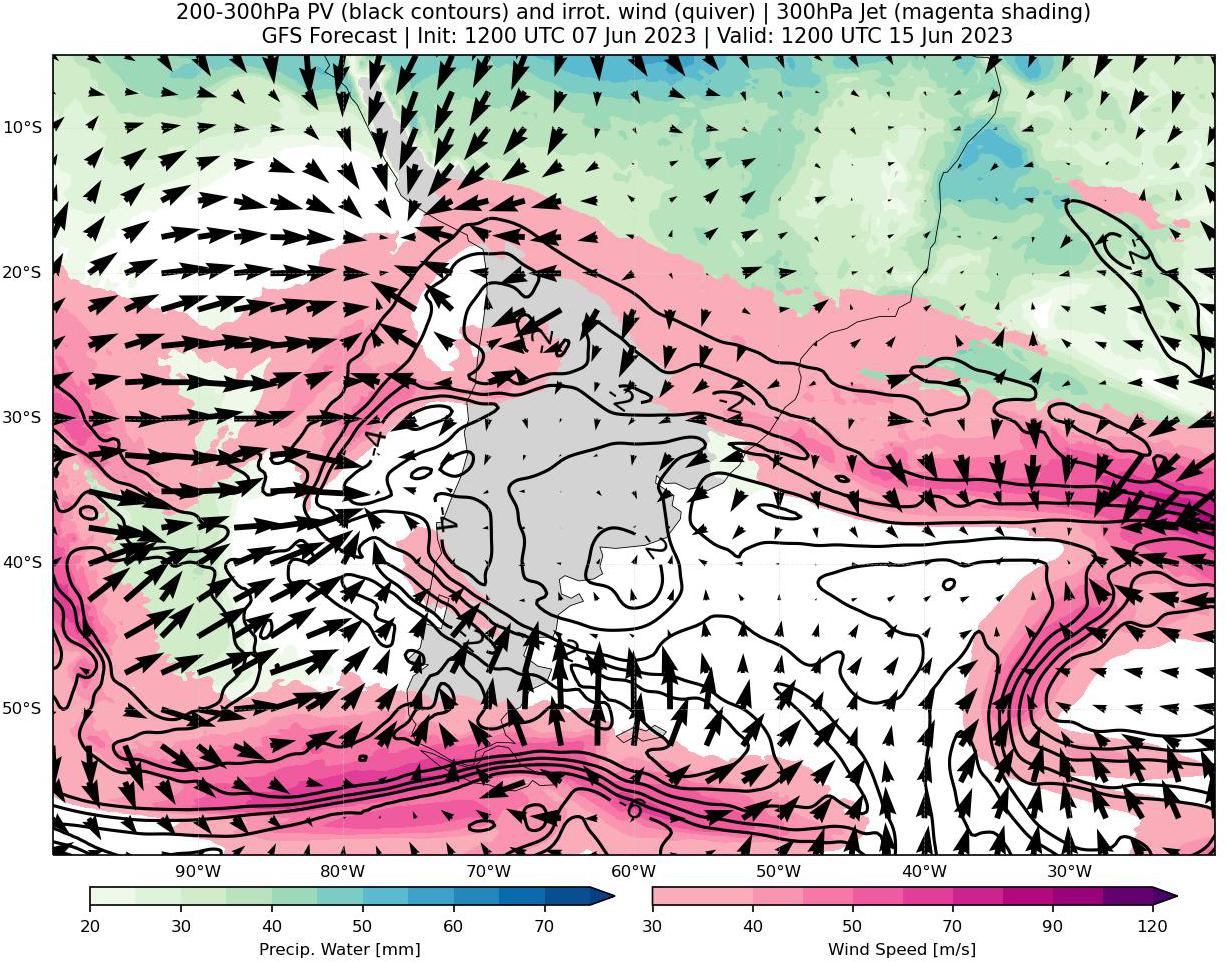 200-300hPa PV (black contours) and irrot. wind (quiver) | 300hPa Jet (magenta shading)
GFS Forecast | Init: 1200 UTC 07 Jun 2023 | Valid: 1200 UTC 15 Jun 2023
10°S
20°S
30°S
40°S
50°S
-2
-4
-4
-2
-6
90°W 80°W 70°W 60°W 50°W 40°W 30°W
20 30 40 50 60 70
Precip. Water [mm]
30 40 50 70 90 120
Wind Speed [m/s]